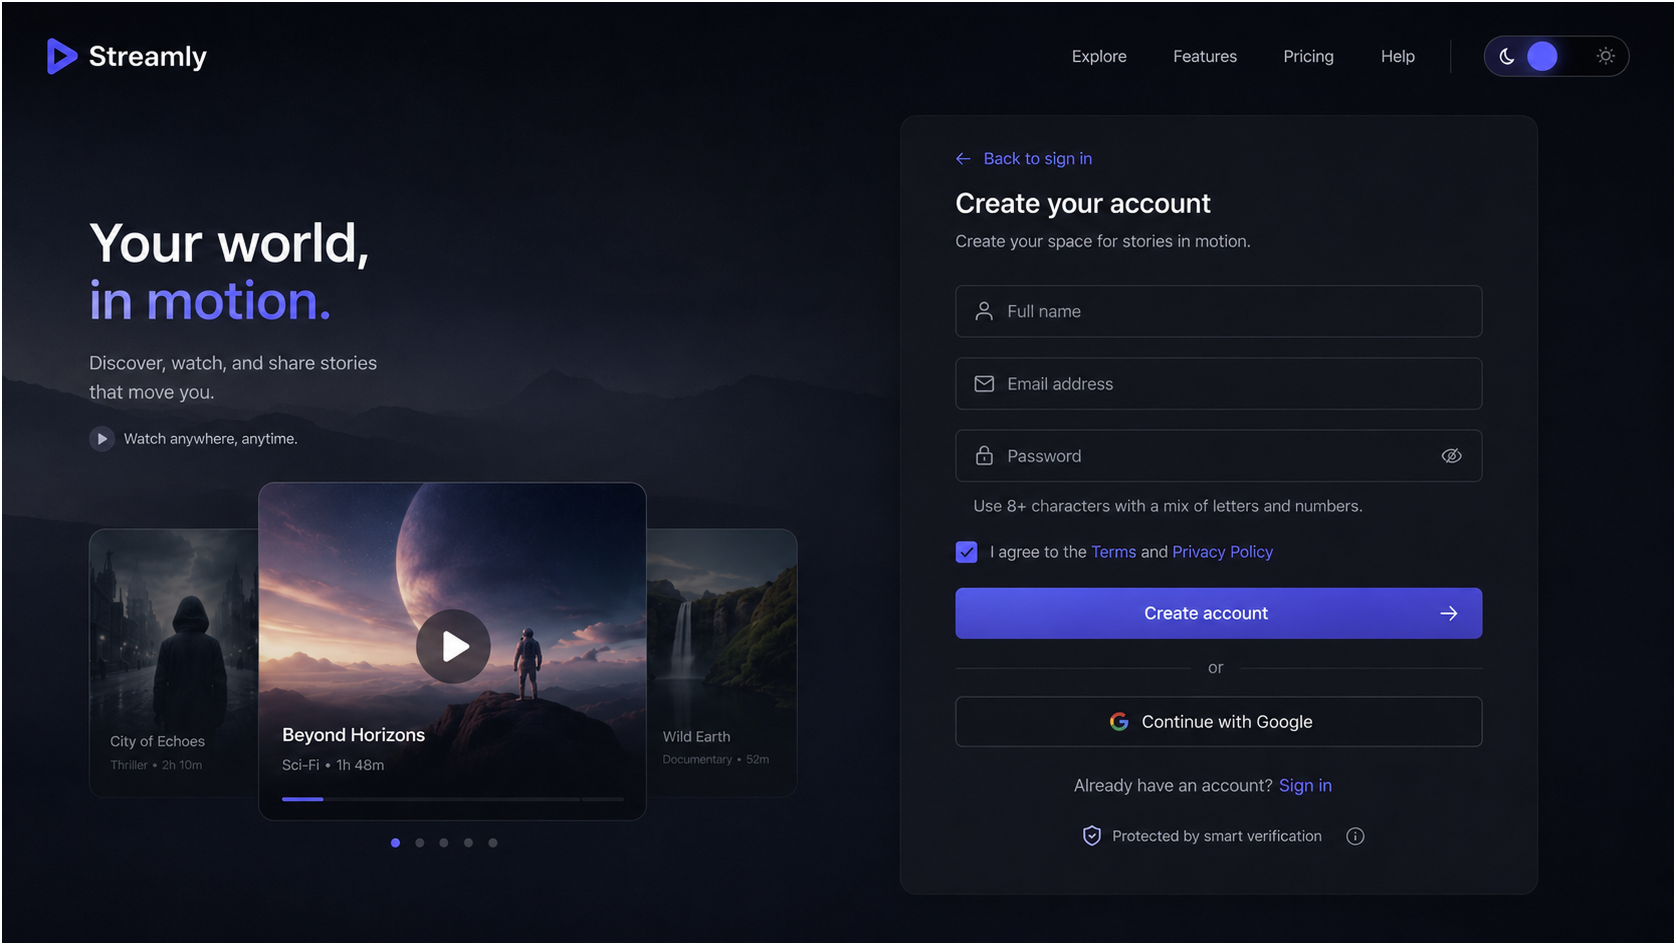 Streamly
Explore
Features
Pricing
Help
Your world,
in motion.
Discover, watch, and share stories
that move you.
Watch anywhere, anytime.
City of Echoes
Thriller • 2h 10m
Beyond Horizons
Sci-Fi • 1h 48m
Wild Earth
Documentary • 52m
Back to sign in
Create your account
Create your space for stories in motion.
Full name
Email address
Password
Use 8+ characters with a mix of letters and numbers.
I agree to the Terms and Privacy Policy
Create account
or
Continue with Google
Already have an account? Sign in
Protected by smart verification